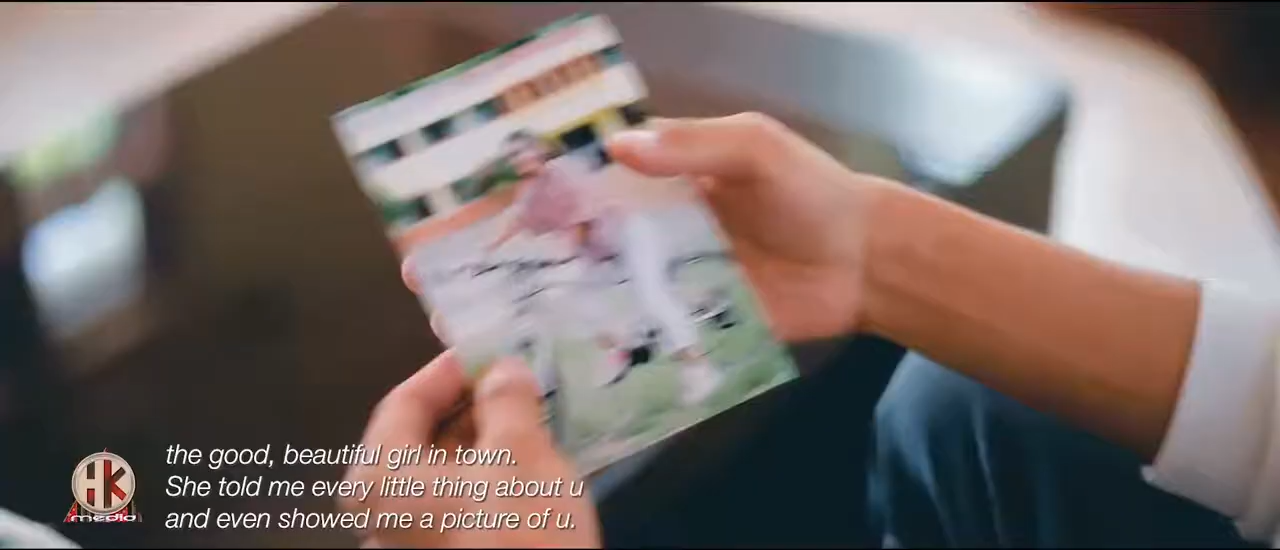 HK
media
the good, beautiful girl in town.
She told me every little thing about u
and even showed me a picture of u.